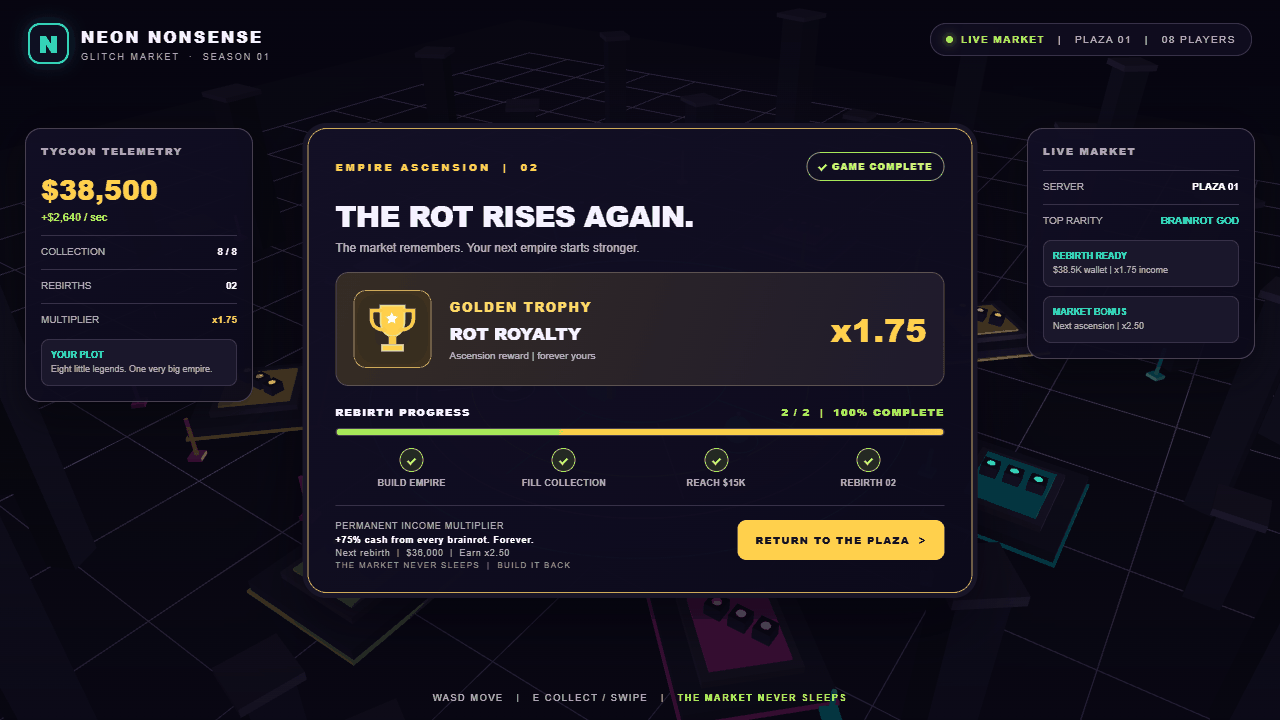 N
NEON NONSENSE
GLITCH MARKET · SEASON 01
LIVE MARKET | PLAZA 01 | 08 PLAYERS
TYCOON TELEMETRY
$38,500
+$2,640 / sec
COLLECTION 8 / 8
REBIRTHS 02
MULTIPLIER x1.75
YOUR PLOT
Eight little legends. One very big empire.
EMPIRE ASCENSION | 02
GAME COMPLETE
THE ROT RISES AGAIN.
The market remembers. Your next empire starts stronger.
GOLDEN TROPHY
ROT ROYALTY
Ascension reward | forever yours
x1.75
REBIRTH PROGRESS
2 / 2 | 100% COMPLETE
BUILD EMPIRE
FILL COLLECTION
REACH $15K
REBIRTH 02
PERMANENT INCOME MULTIPLIER
+75% cash from every brainrot. Forever.
Next rebirth | $36,000 | Earn x2.50
THE MARKET NEVER SLEEPS | BUILD IT BACK
RETURN TO THE PLAZA >
LIVE MARKET
SERVER PLAZA 01
TOP RARITY BRAINROT GOD
REBIRTH READY
$38.5K wallet | x1.75 income
MARKET BONUS
Next ascension | x2.50
WASD MOVE | E COLLECT / SWIPE | THE MARKET NEVER SLEEPS